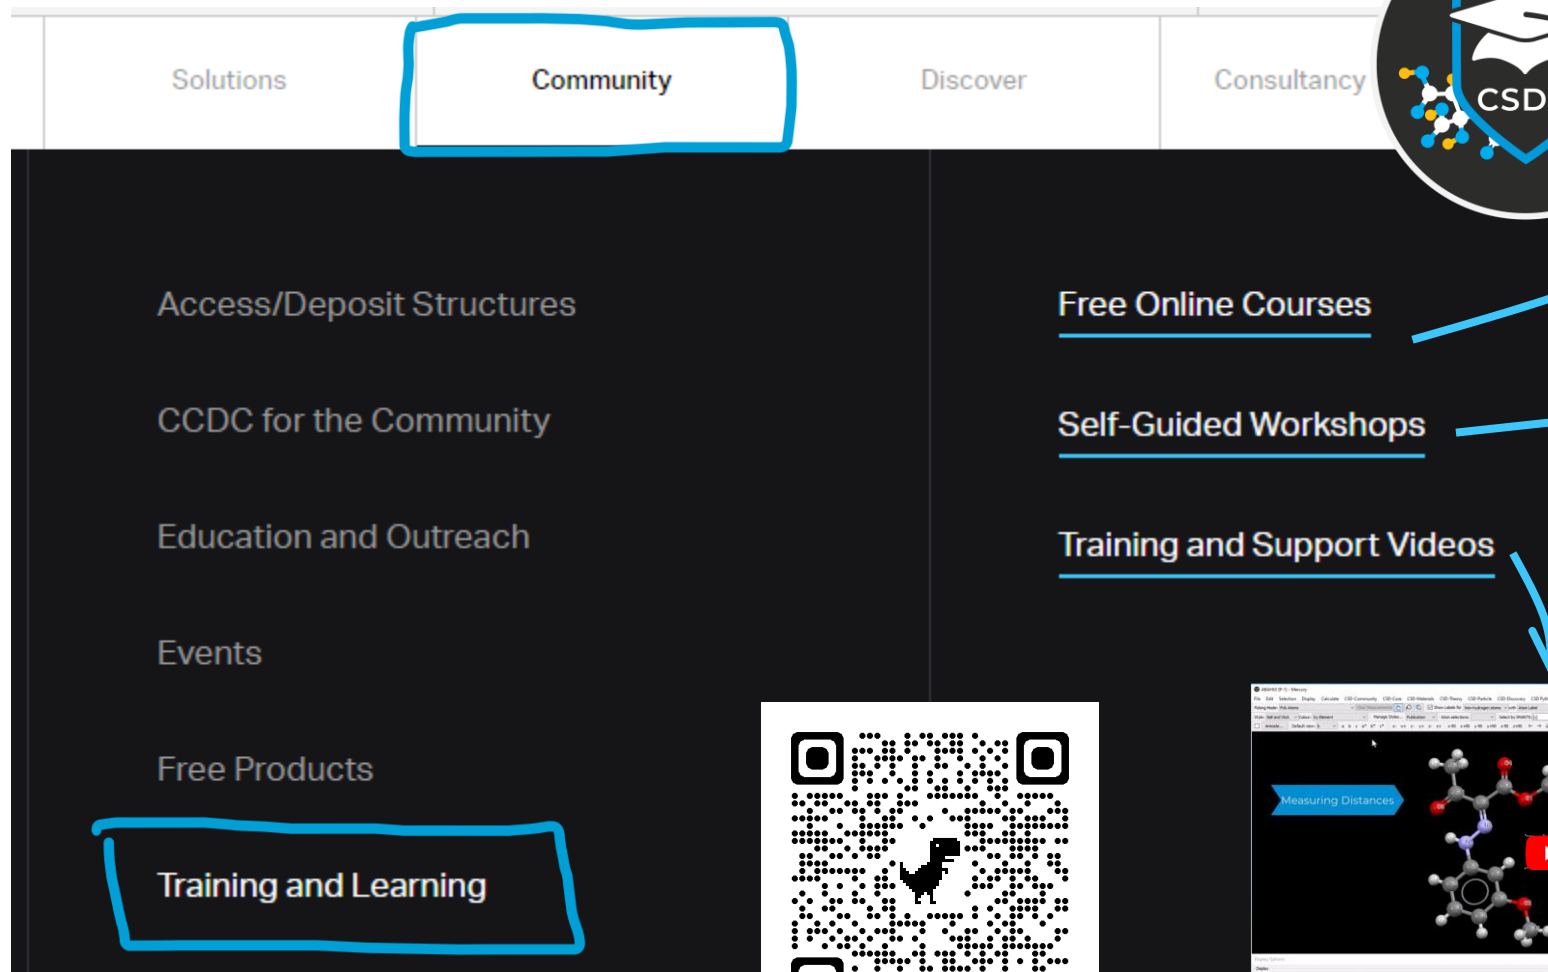 Solutions
Community
Discover
Consultancy
CSD
Access/Deposit Structures
CCDC for the Community
Education and Outreach
Events
Free Products
Training and Learning
Free Online Courses
Self-Guided Workshops
Training and Support Videos
Measuring Distances